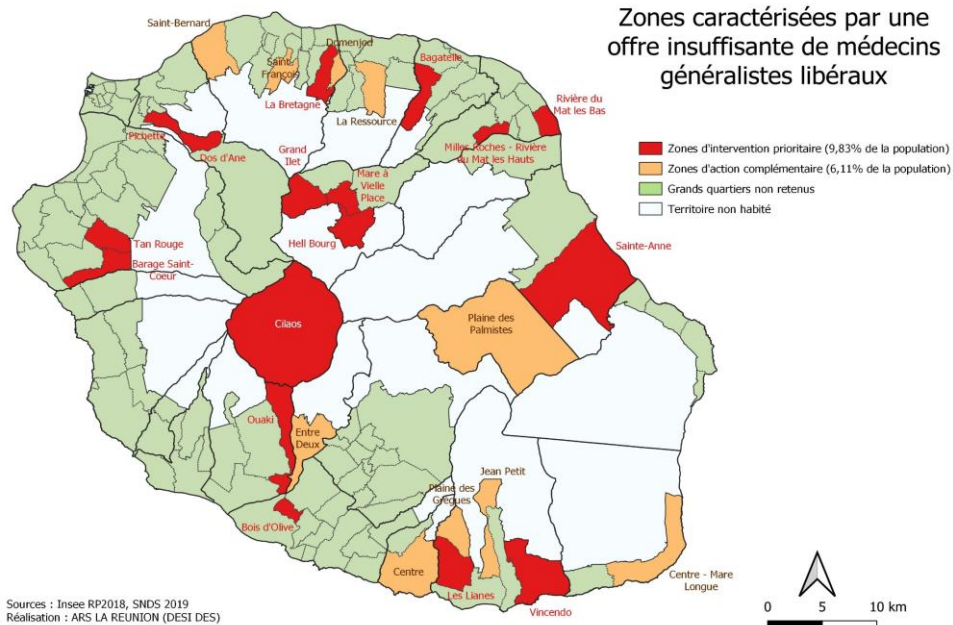 Zones caractérisées par une
offre insuffisante de médecins
généralistes libéraux
Zones d'intervention prioritaire (9,83% de la population)
Zones d'action complémentaire (6,11% de la population)
Grands quartiers non retenus
Territoire non habité
Saint-Bernard
Saint-
François
Domenjod
La Bretagne
La Ressource
Bagatelle
Rivière du
Mat les Bas
Milles Roches - Rivière
du Mat les Hauts
Pichette
Dos d'Ane
Grand
Ilet
Mare à
Vielle
Place
Hell Bourg
Tan Rouge
Barage Saint-
Coeur
Sainte-Anne
Cilaos
Plaine des
Palmistes
Ouaki
Entre
Deux
Bois d'Olive
Jean Petit
Plaine des
Grègues
Centre
Les Lianes
Vincendo
Centre - Mare
Longue
Sources : Insee RP2018, SNDS 2019
Réalisation : ARS LA REUNION (DESI DES)
0 5 10 km